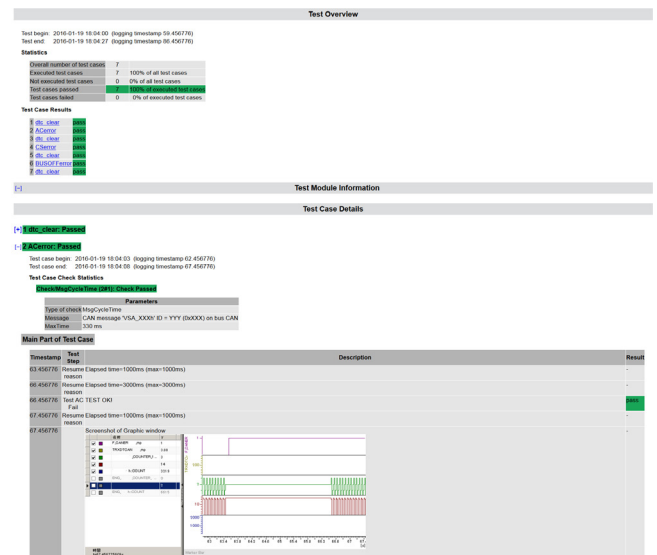 Test Overview
Test begin: 2016-01-19 18:04:00 (logging timestamp 59.456776)
Test end: 2016-01-19 18:04:27 (logging timestamp 86.456776)
Statistics
Overall number of test cases 7
Executed test cases 7 100% of all test cases
Not executed test cases 0 0% of all test cases
Test cases passed 7 100% of executed test cases
Test cases failed 0 0% of executed test cases
Test Case Results
1 dtc_clear pass
2 ACerror pass
3 dtc_clear pass
4 CSerror pass
5 dtc_clear pass
6 BUSOFFerror pass
7 dtc_clear pass
[-] Test Module Information
Test Case Details
[+] 1 dtc_clear: Passed
[-] 2 ACerror: Passed
Test case begin: 2016-01-19 18:04:03 (logging timestamp 62.456776)
Test case end: 2016-01-19 18:04:08 (logging timestamp 67.456776)
Test Case Check Statistics
Check/MsgCycleTime (2#1): Check Passed
Parameters
Type of check MsgCycleTime
Message CAN message 'VSA_XXXh' ID = YYY (0xXXX) on bus CAN
MaxTime 330 ms
Main Part of Test Case
Timestamp Test Step Description Result
63.456776 Resume reason Elapsed time=1000ms (max=1000ms) -
66.456776 Resume reason Elapsed time=3000ms (max=3000ms) -
66.456776 Test AC Fail TEST OK! pass
67.456776 Resume reason Elapsed time=1000ms (max=1000ms) -
67.456776 Screenshot of Graphic window -